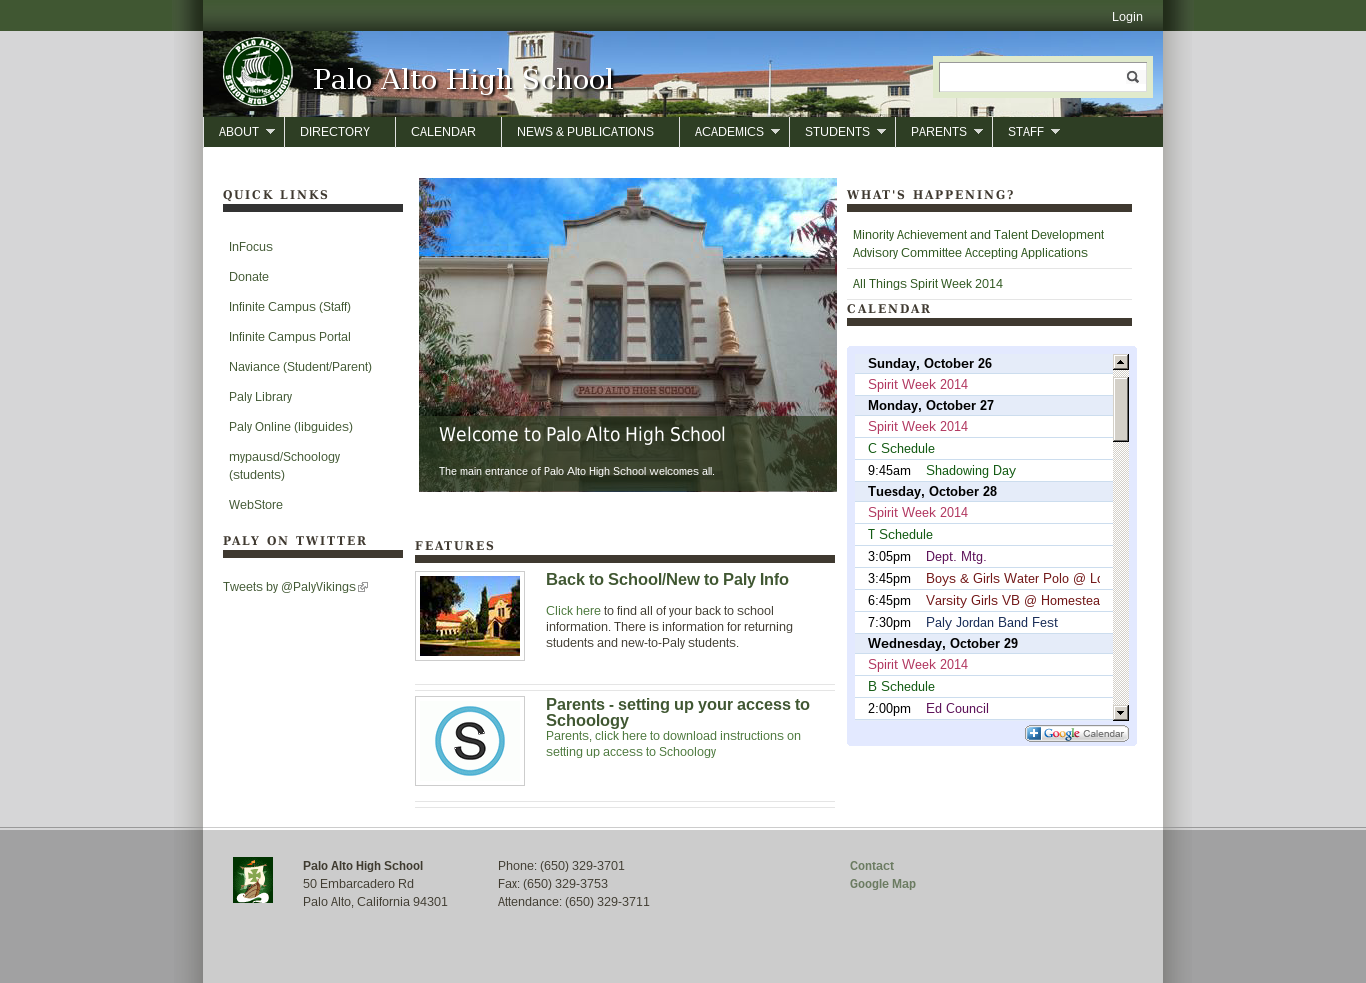 Login
PALO ALTO
Vikings
SENIOR HIGH SCHOOL
Palo Alto High School
ABOUT
DIRECTORY
CALENDAR
NEWS & PUBLICATIONS
ACADEMICS
STUDENTS
PARENTS
STAFF
QUICK LINKS
InFocus
Donate
Infinite Campus (Staff)
Infinite Campus Portal
Naviance (Student/Parent)
Paly Library
Paly Online (libguides)
mypausd/Schoology
(students)
WebStore
PALY ON TWITTER
Tweets by @PalyVikings
PALO ALTO HIGH SCHOOL
Welcome to Palo Alto High School
The main entrance of Palo Alto High School welcomes all.
FEATURES
Back to School/New to Paly Info
Click here to find all of your back to school
information. There is information for returning
students and new-to-Paly students.
S
Parents - setting up your access to
Schoology
Parents, click here to download instructions on
setting up access to Schoology
WHAT'S HAPPENING?
Minority Achievement and Talent Development
Advisory Committee Accepting Applications
All Things Spirit Week 2014
CALENDAR
Sunday, October 26
Spirit Week 2014
Monday, October 27
Spirit Week 2014
C Schedule
9:45am Shadowing Day
Tuesday, October 28
Spirit Week 2014
T Schedule
3:05pm Dept. Mtg.
3:45pm Boys & Girls Water Polo @ Lo
6:45pm Varsity Girls VB @ Homestea
7:30pm Paly Jordan Band Fest
Wednesday, October 29
Spirit Week 2014
B Schedule
2:00pm Ed Council
Google Calendar
Palo Alto High School
50 Embarcadero Rd
Palo Alto, California 94301
Phone: (650) 329-3701
Fax: (650) 329-3753
Attendance: (650) 329-3711
Contact
Google Map